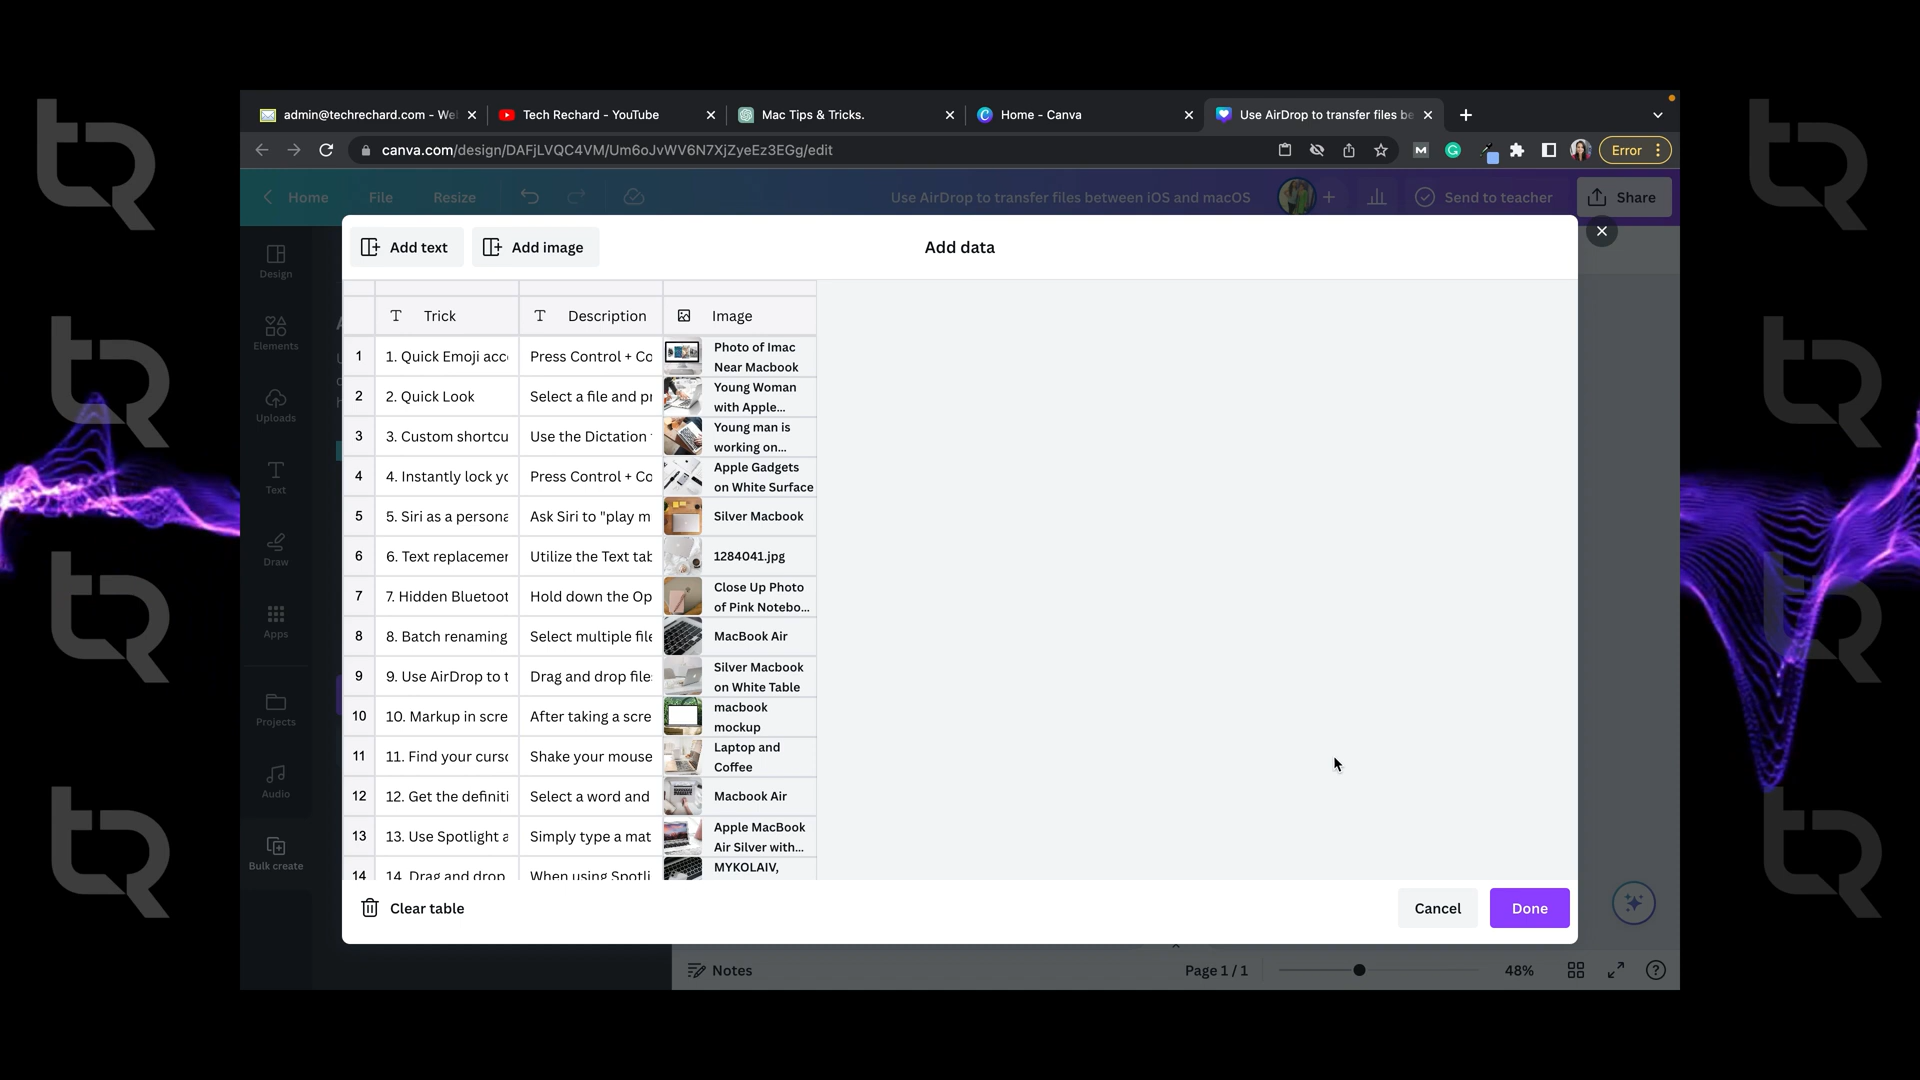 admin@techrechard.com - We
Tech Rechard - YouTube
Mac Tips & Tricks.
Home - Canva
Use AirDrop to transfer files be
canva.com/design/DAFjLVQC4VM/Um6oJvWV6N7XjZyeEz3EGg/edit
Error
Home
File
Resize
Use AirDrop to transfer files between iOS and macOS
Send to teacher
Share
Design
Elements
Uploads
Text
Draw
Apps
Projects
Audio
Bulk create
Add text
Add image
Add data
Trick
Description
Image
1
1. Quick Emoji acc
Press Control + Co
Photo of Imac
Near Macbook
2
2. Quick Look
Select a file and pr
Young Woman
with Apple...
3
3. Custom shortcu
Use the Dictation
Young man is
working on...
4
4. Instantly lock yo
Press Control + Co
Apple Gadgets
on White Surface
5
5. Siri as a persona
Ask Siri to "play m
Silver Macbook
6
6. Text replacemer
Utilize the Text tab
1284041.jpg
7
7. Hidden Bluetoot
Hold down the Op
Close Up Photo
of Pink Notebo...
8
8. Batch renaming
Select multiple file
MacBook Air
9
9. Use AirDrop to t
Drag and drop file
Silver Macbook
on White Table
10
10. Markup in scre
After taking a scre
macbook
mockup
11
11. Find your curso
Shake your mouse
Laptop and
Coffee
12
12. Get the definiti
Select a word and
Macbook Air
13
13. Use Spotlight a
Simply type a mat
Apple MacBook
Air Silver with...
14
14. Drag and drop
When using Spotli
MYKOLAIV,
Clear table
Cancel
Done
Notes
Page 1 / 1
48%